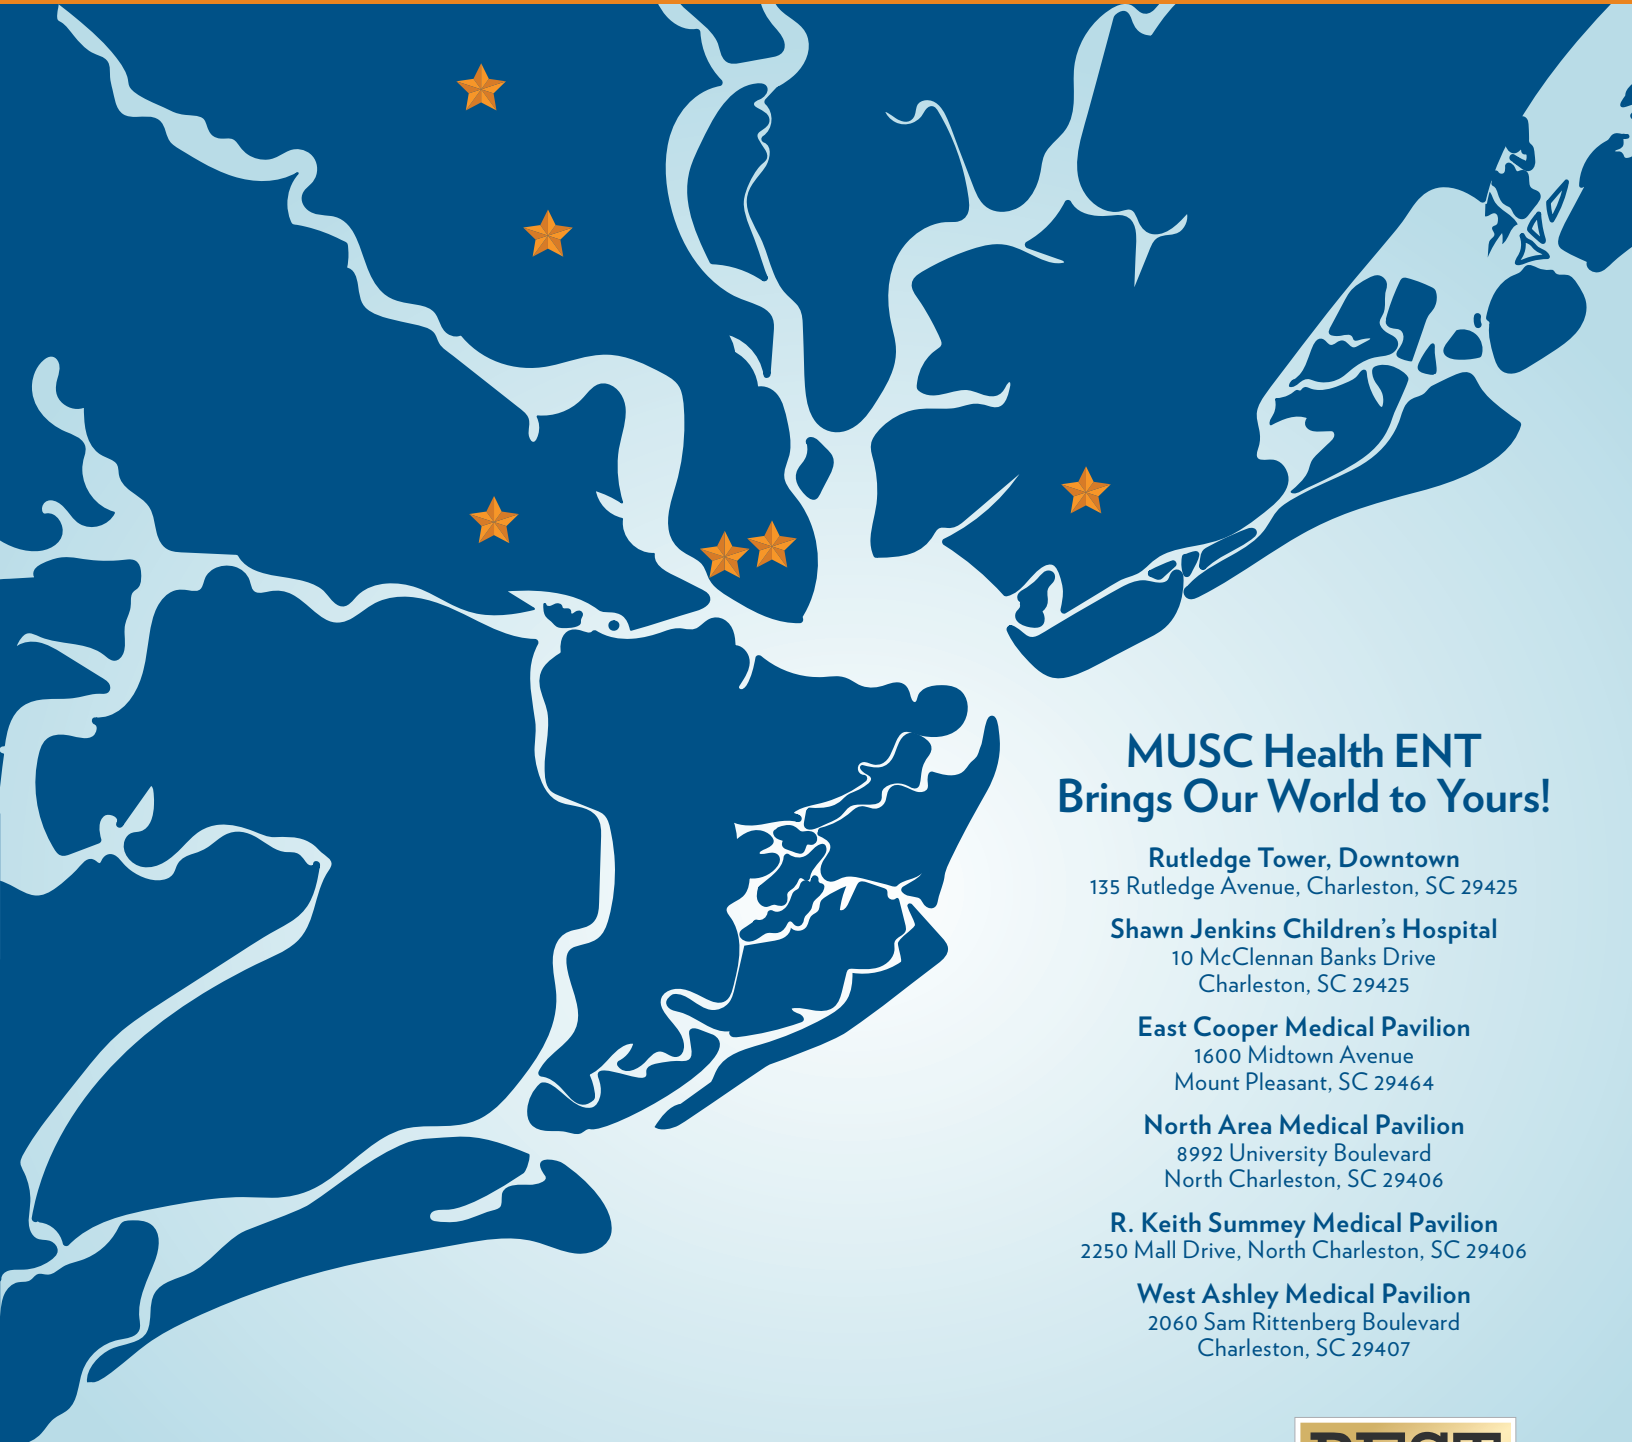 MUSC Health ENT
Brings Our World to Yours!
Rutledge Tower, Downtown
135 Rutledge Avenue, Charleston, SC 29425
Shawn Jenkins Children’s Hospital
10 McClennan Banks Drive
Charleston, SC 29425
East Cooper Medical Pavilion
1600 Midtown Avenue
Mount Pleasant, SC 29464
North Area Medical Pavilion
8992 University Boulevard
North Charleston, SC 29406
R. Keith Summey Medical Pavilion
2250 Mall Drive, North Charleston, SC 29406
West Ashley Medical Pavilion
2060 Sam Rittenberg Boulevard
Charleston, SC 29407
BEST